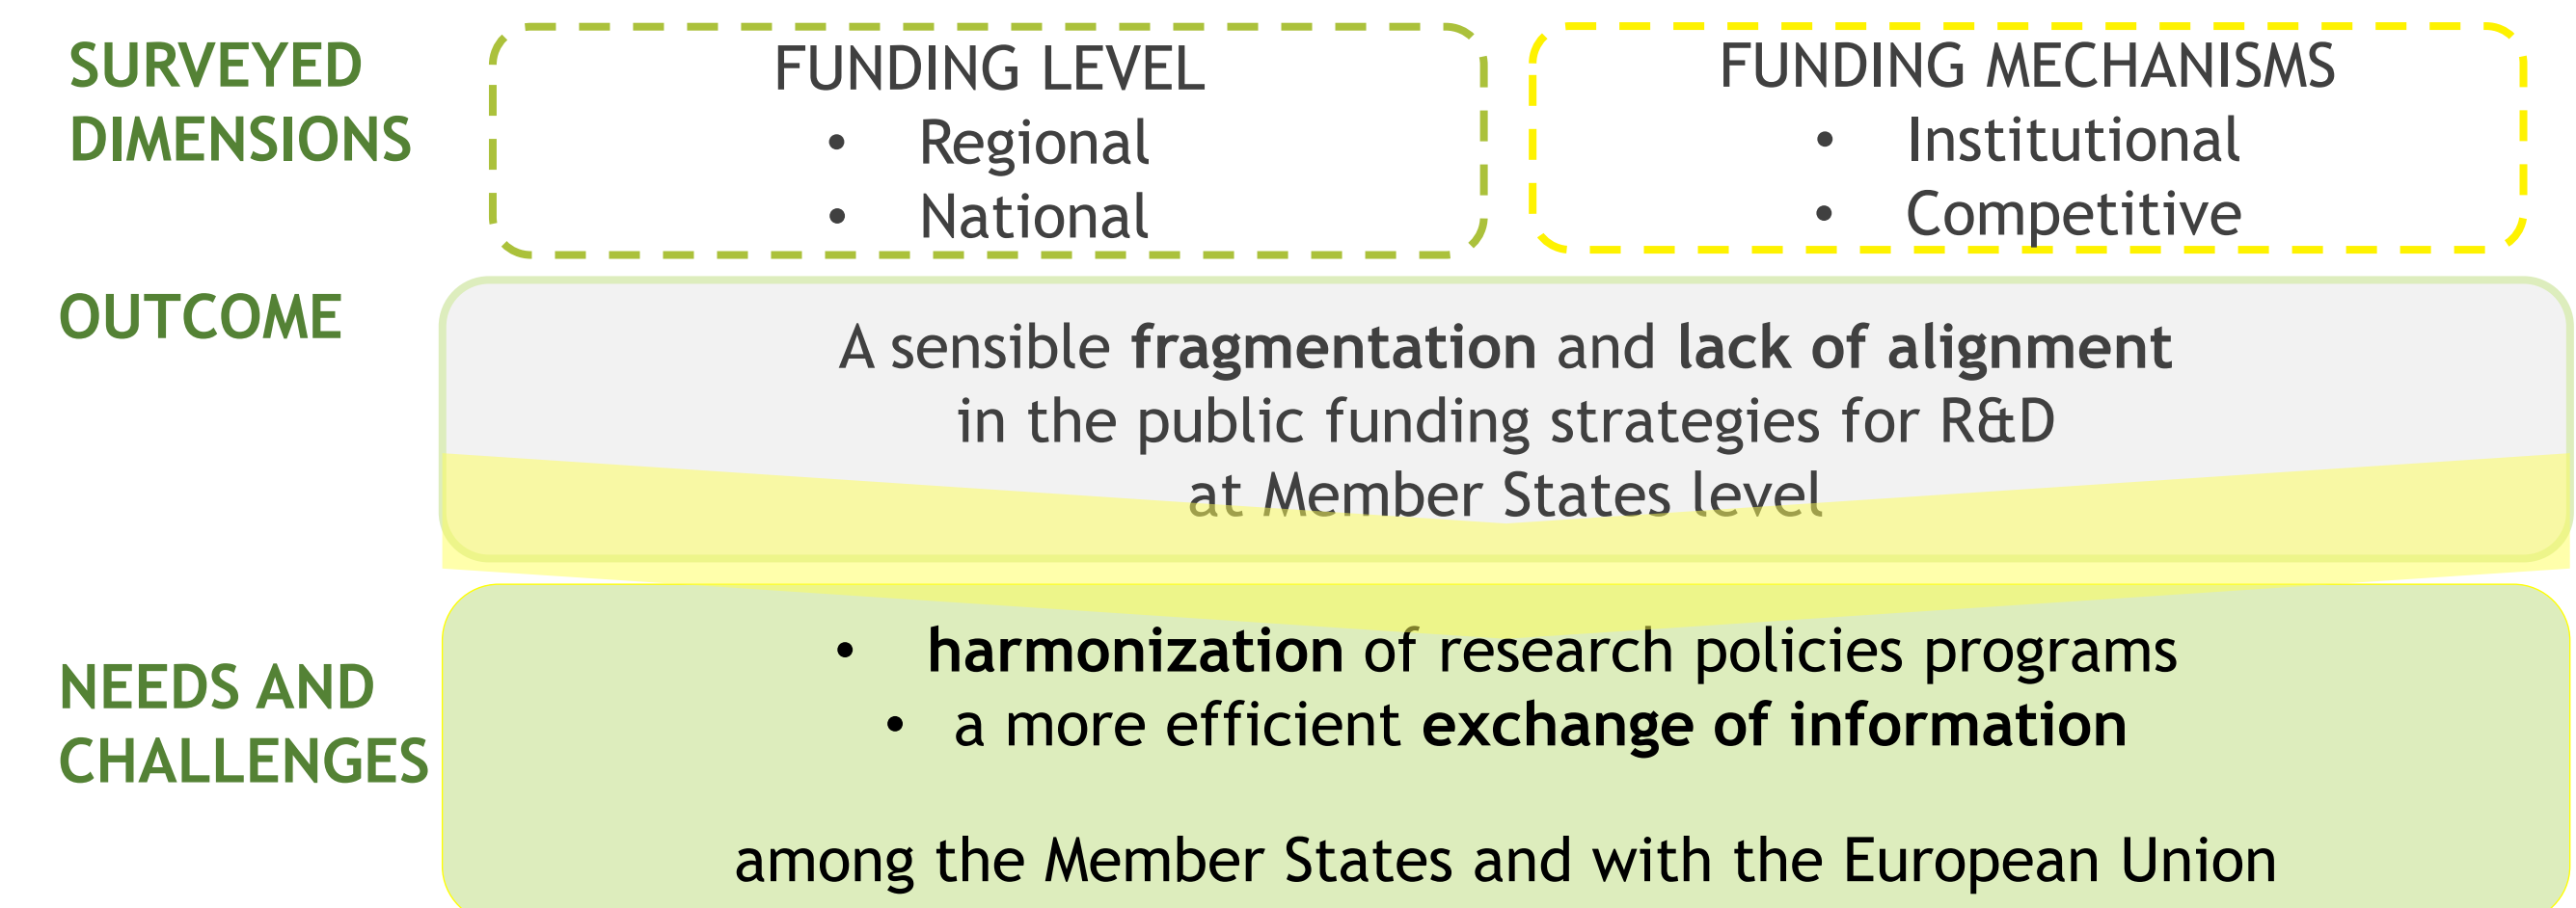 SURVEYED
DIMENSIONS
FUNDING LEVEL
• Regional
• National
FUNDING MECHANISMS
• Institutional
• Competitive
OUTCOME
A sensible fragmentation and lack of alignment
in the public funding strategies for R&D
at Member States level
NEEDS AND
CHALLENGES
• harmonization of research policies programs
• a more efficient exchange of information
among the Member States and with the European Union